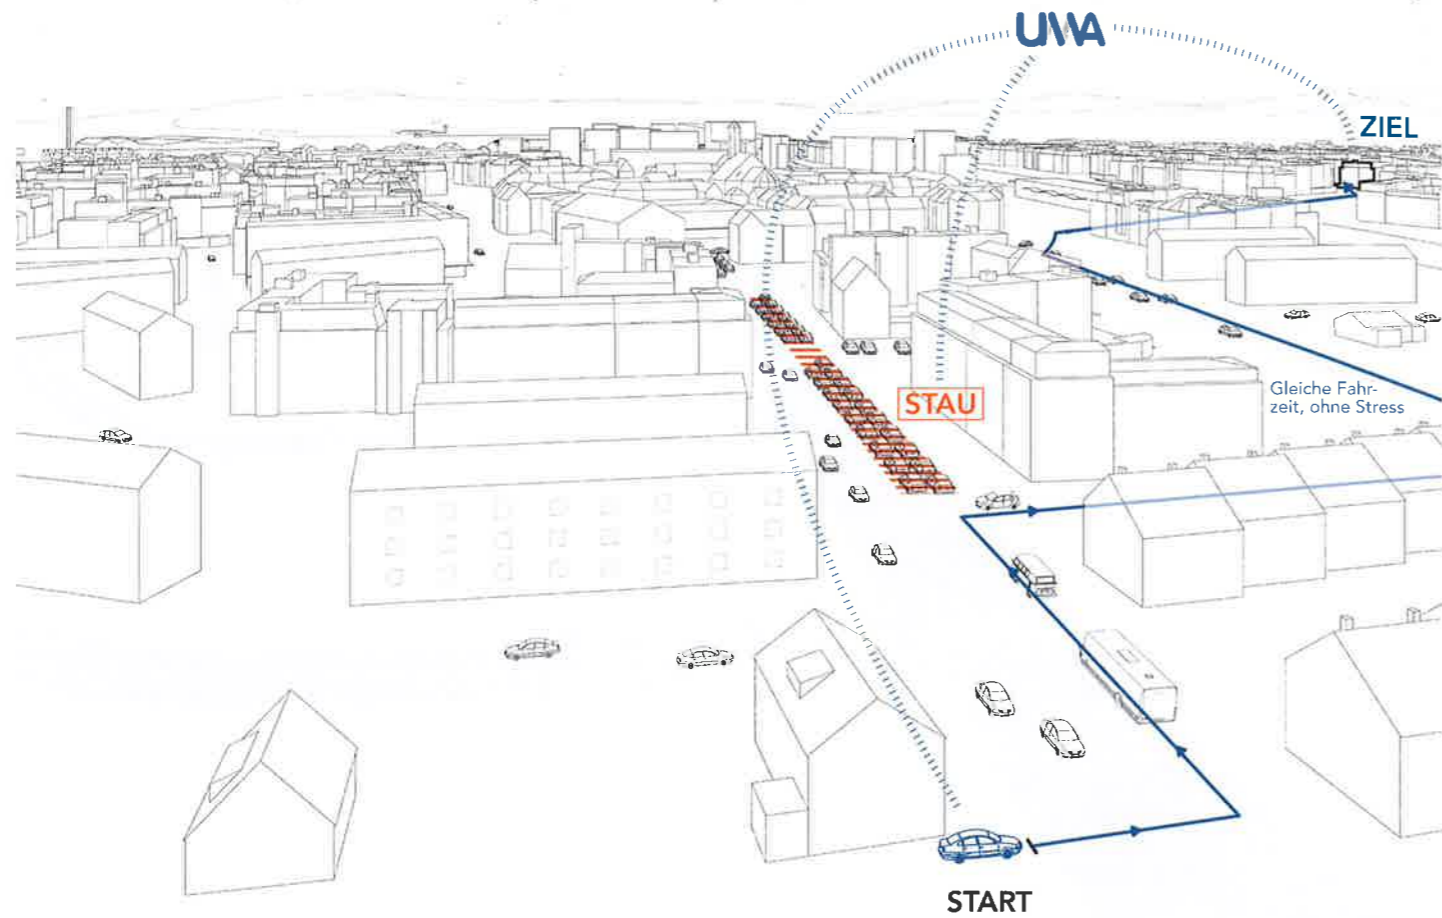 UWA
ZIEL
STAU
Gleiche Fahr-
zeit, ohne Stress
START